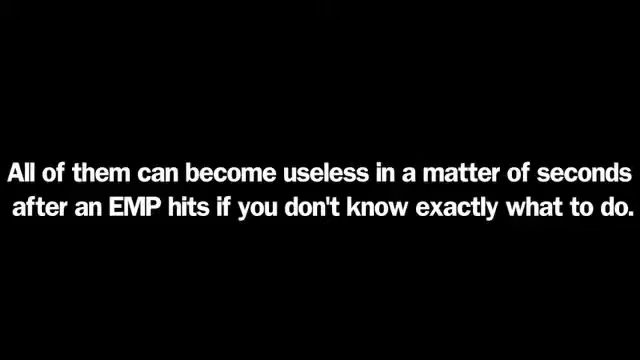 All of them can become useless in a matter of seconds
after an EMP hits if you don't know exactly what to do.